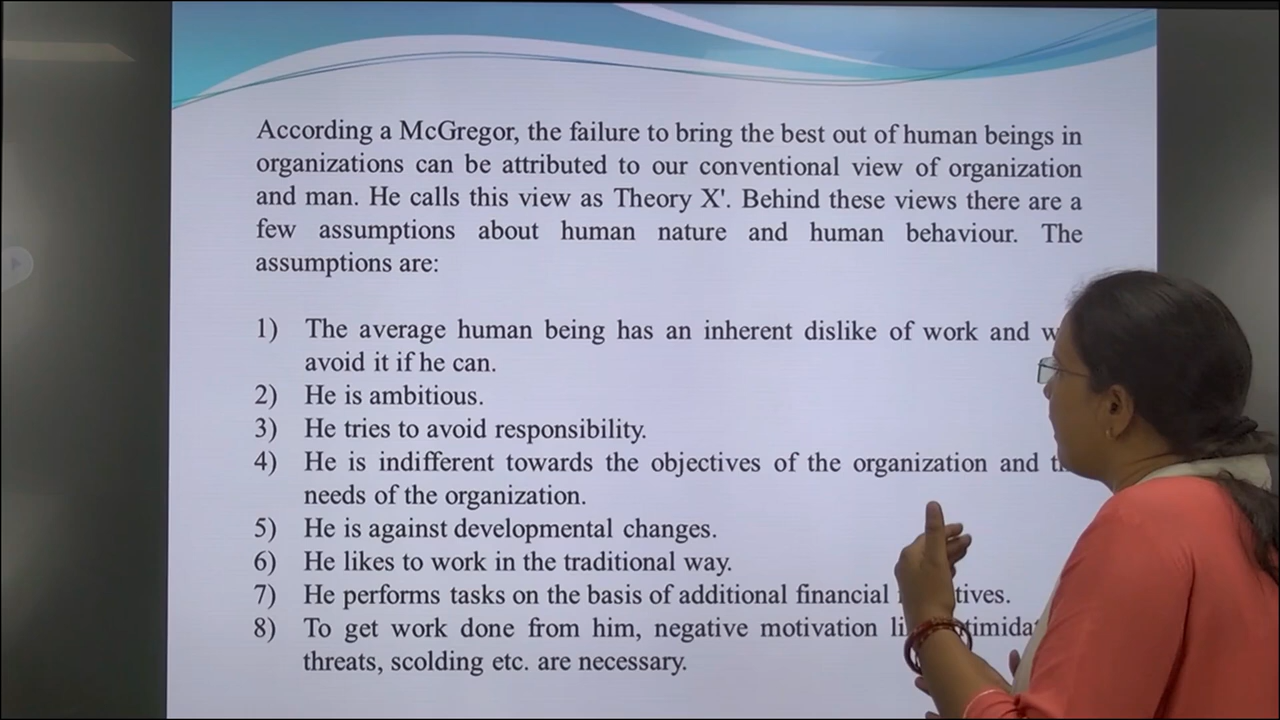 According a McGregor, the failure to bring the best out of human beings in
organizations can be attributed to our conventional view of organization
and man. He calls this view as Theory X'. Behind these views there are a
few assumptions about human nature and human behaviour. The
assumptions are:
1) The average human being has an inherent dislike of work and
avoid it if he can.
2) He is ambitious.
3) He tries to avoid responsibility.
4) He is indifferent towards the objectives of the organization and
needs of the organization.
5) He is against developmental changes.
6) He likes to work in the traditional way.
7) He performs tasks on the basis of additional financial
8) To get work done from him, negative motivation
threats, scolding etc. are necessary.